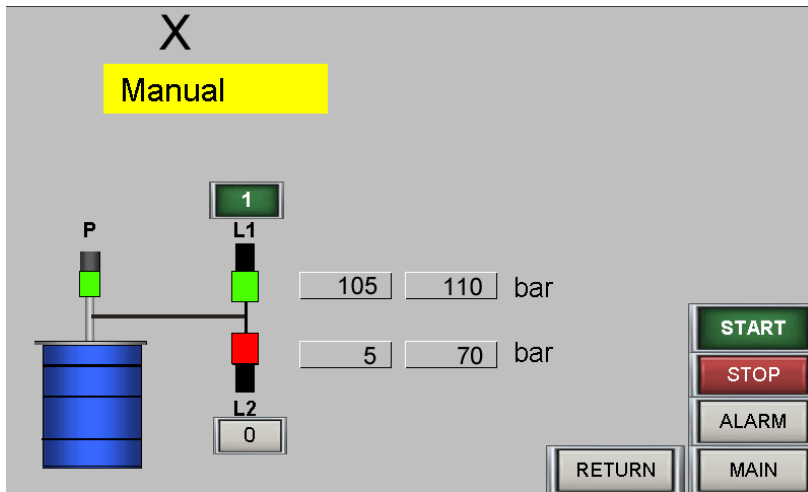 X
Manual
1
P
L1
105 110 bar
START
5 70 bar
STOP
L2
0
ALARM
RETURN MAIN